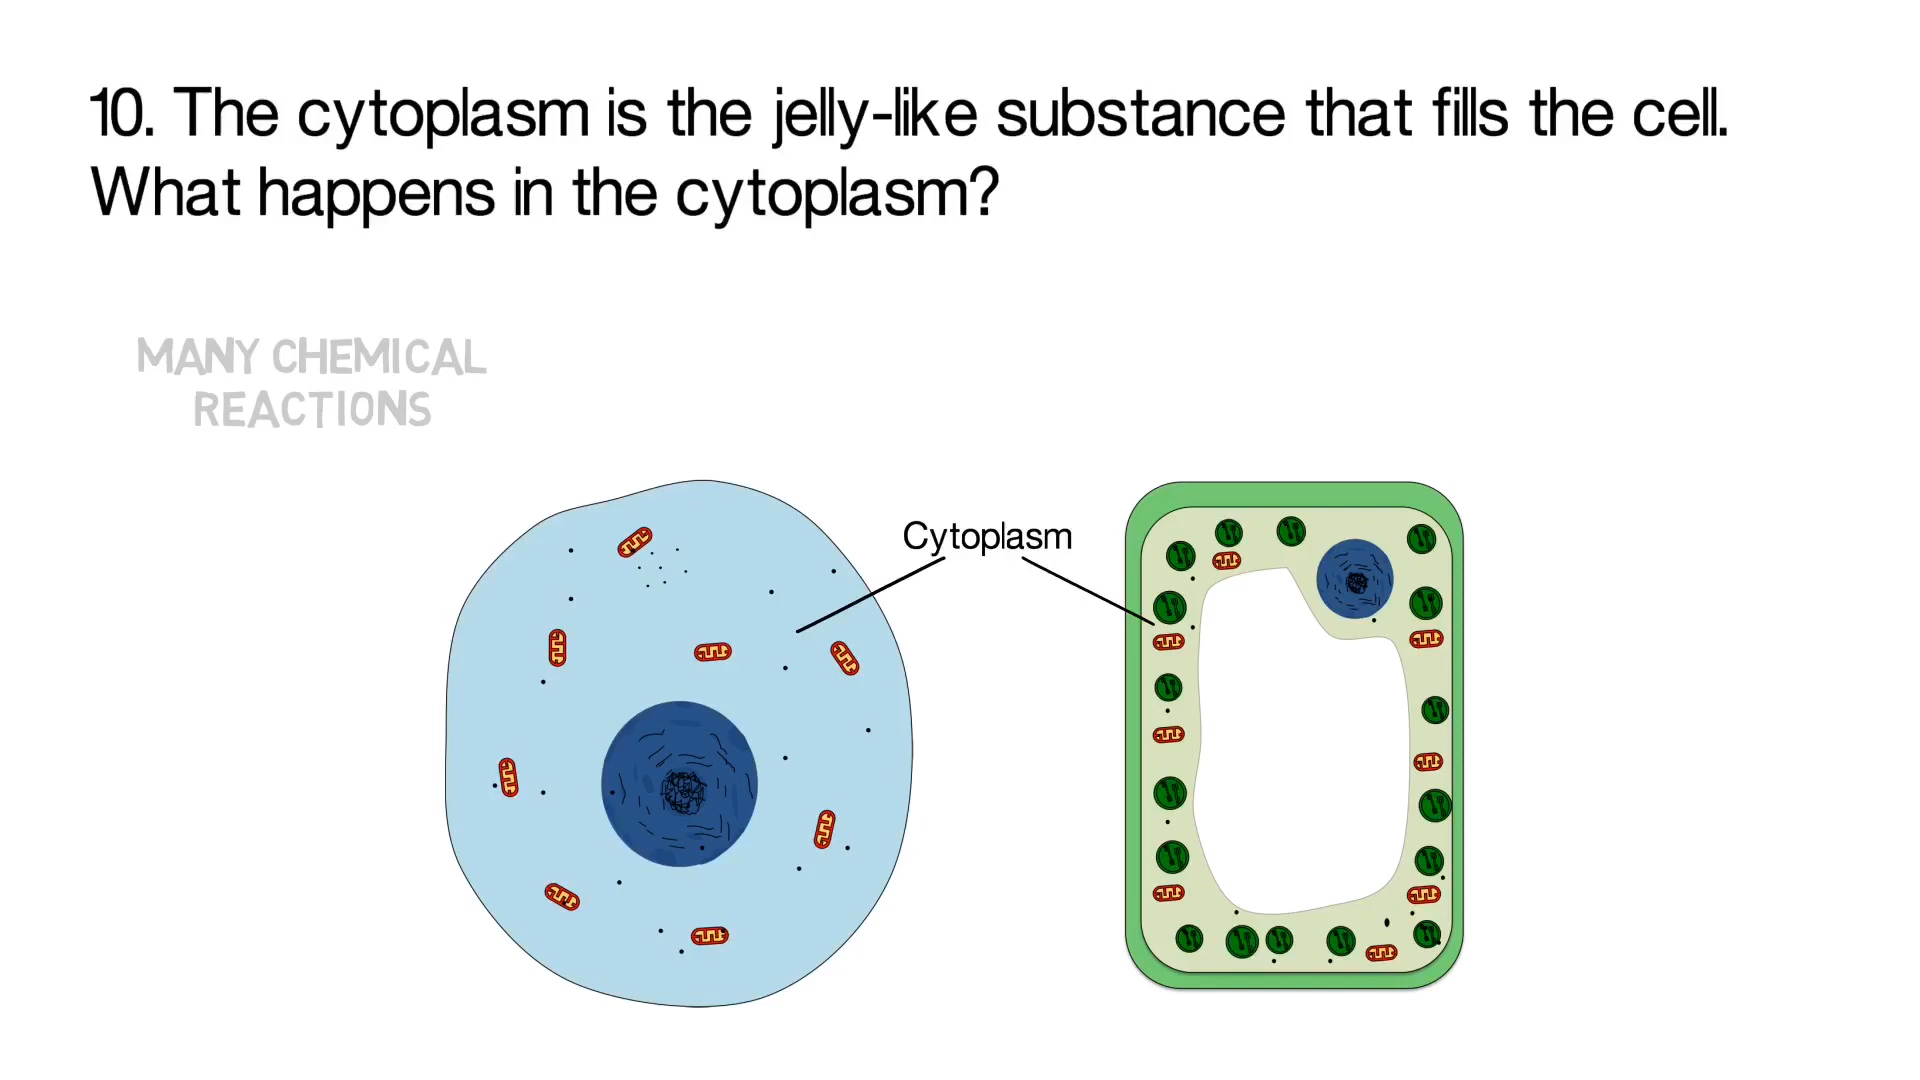 10. The cytoplasm is the jelly-like substance that fills the cell.
What happens in the cytoplasm?
MANY CHEMICAL
REACTIONS
Cytoplasm